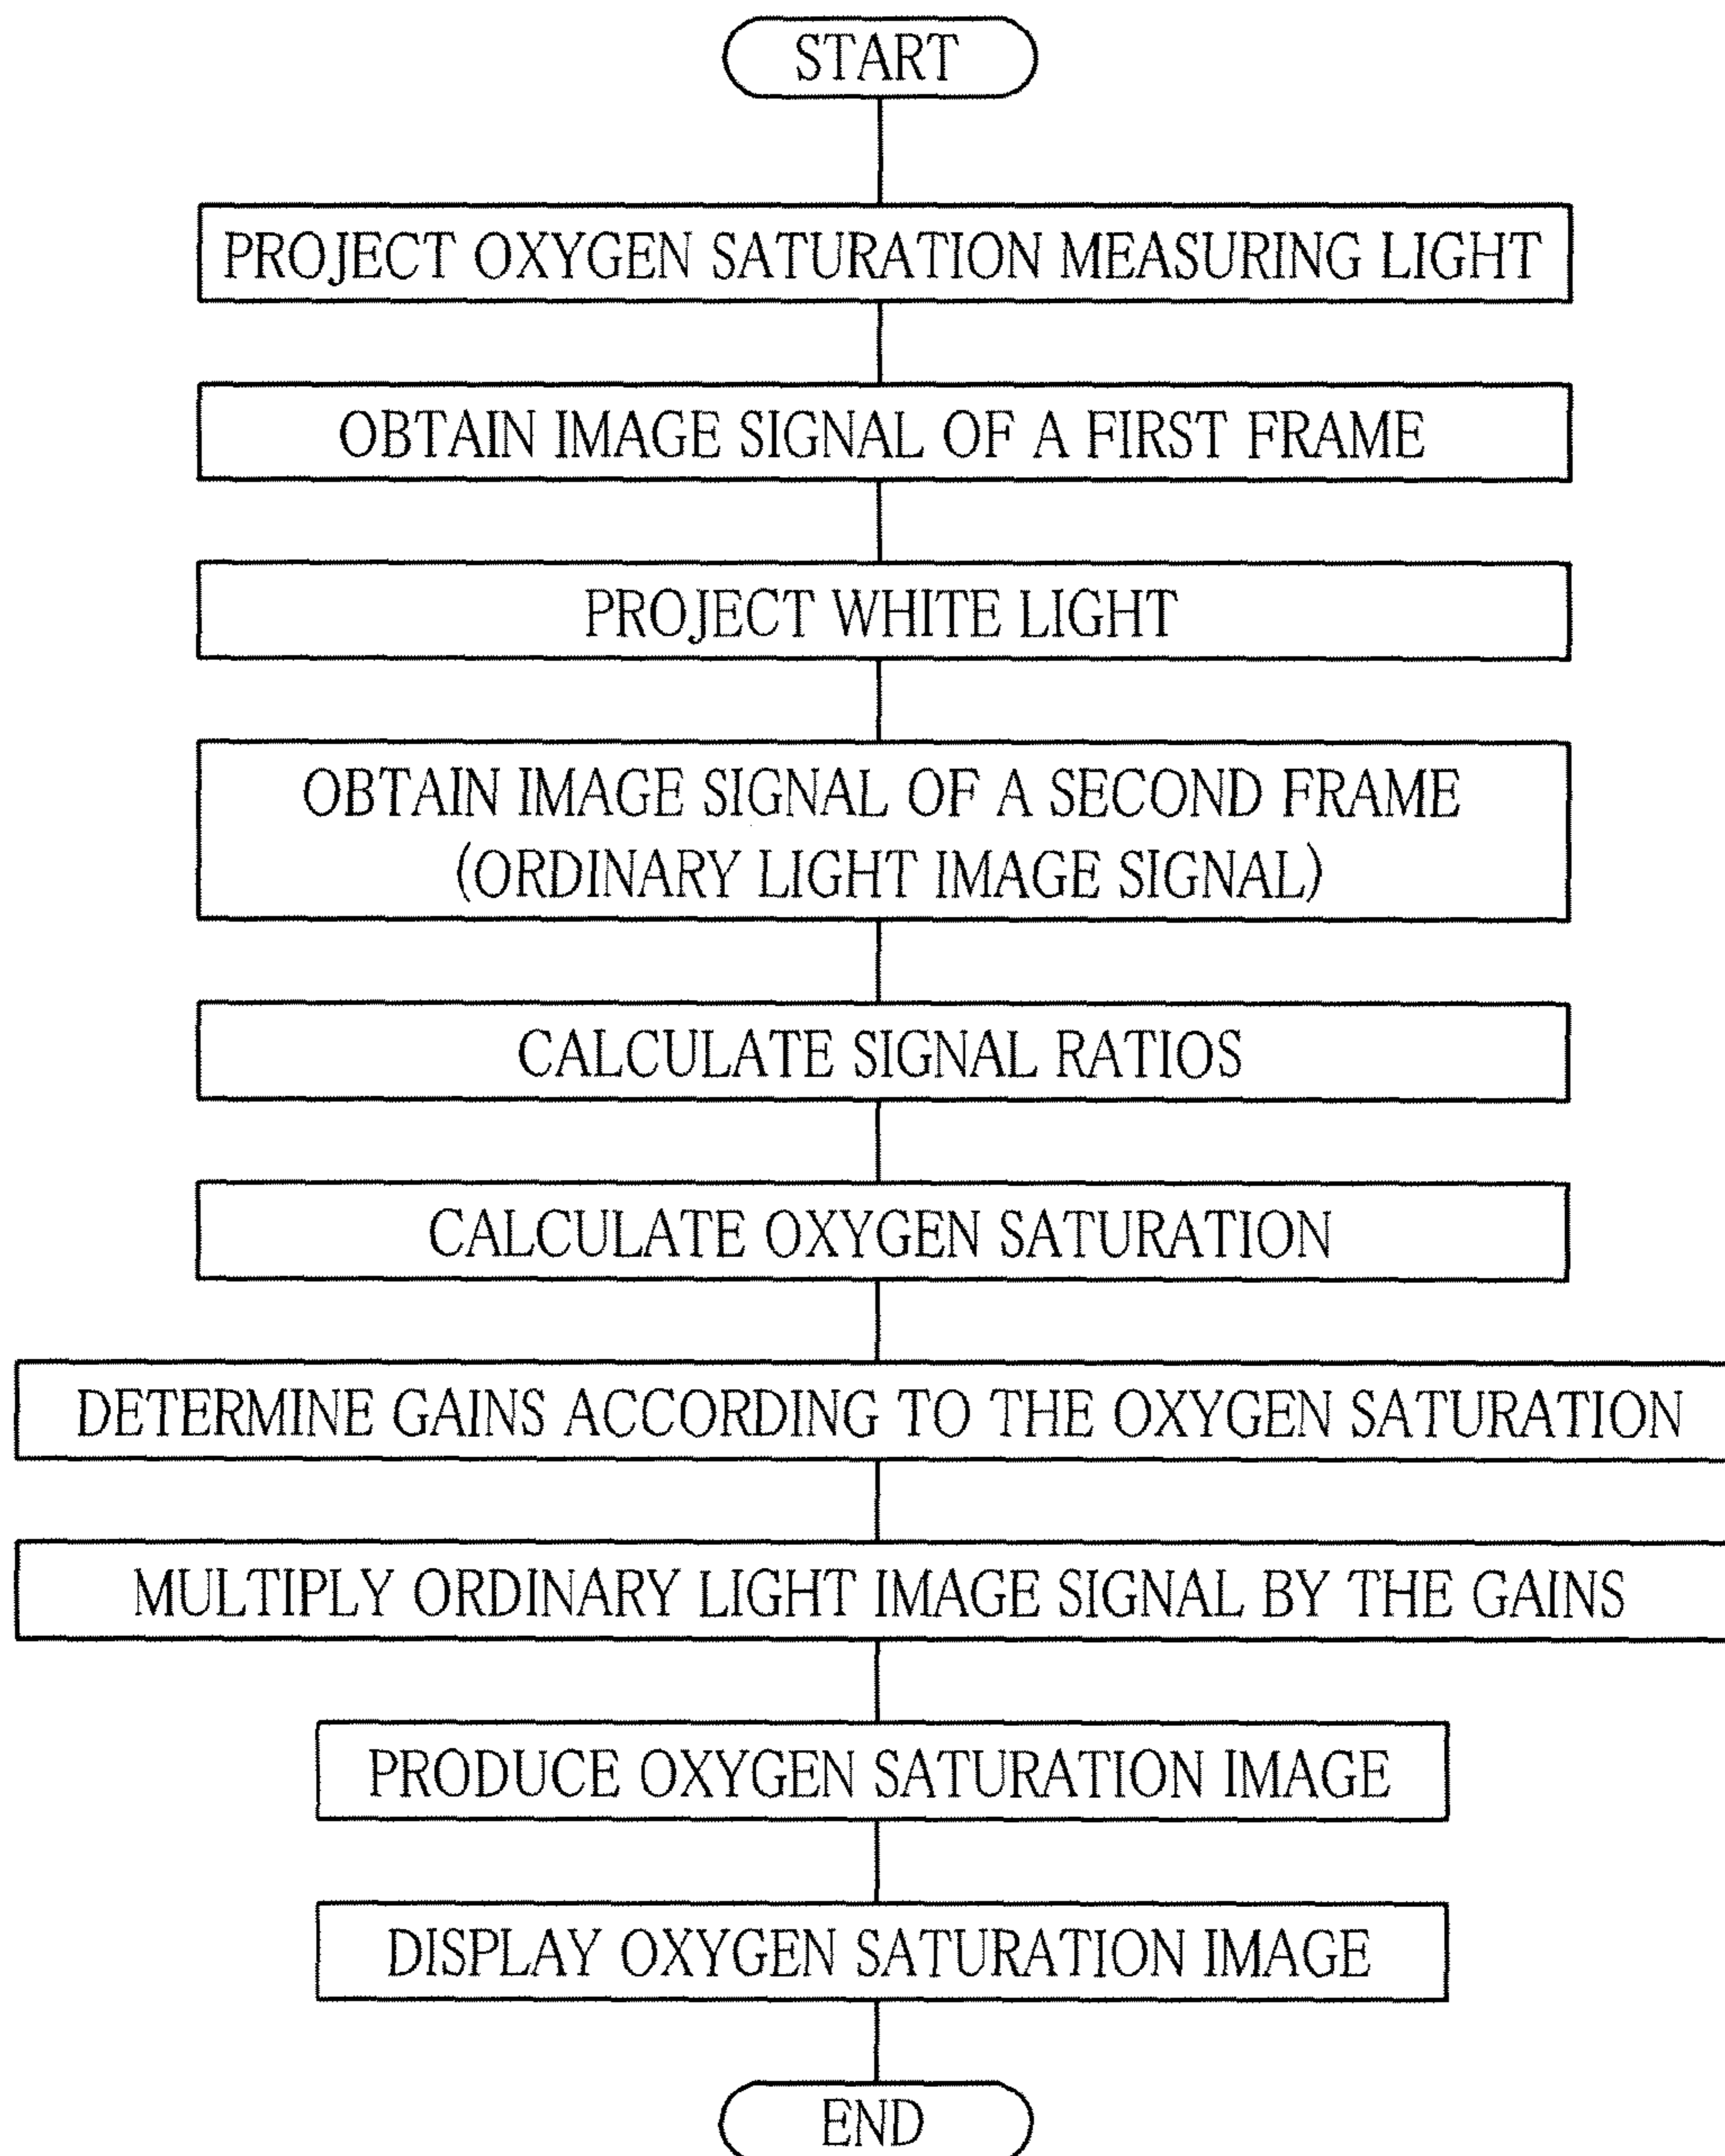 START
PROJECT OXYGEN SATURATION MEASURING LIGHT
OBTAIN IMAGE SIGNAL OF A FIRST FRAME
PROJECT WHITE LIGHT
OBTAIN IMAGE SIGNAL OF A SECOND FRAME
(ORDINARY LIGHT IMAGE SIGNAL)
CALCULATE SIGNAL RATIOS
CALCULATE OXYGEN SATURATION
DETERMINE GAINS ACCORDING TO THE OXYGEN SATURATION
MULTIPLY ORDINARY LIGHT IMAGE SIGNAL BY THE GAINS
PRODUCE OXYGEN SATURATION IMAGE
DISPLAY OXYGEN SATURATION IMAGE
END